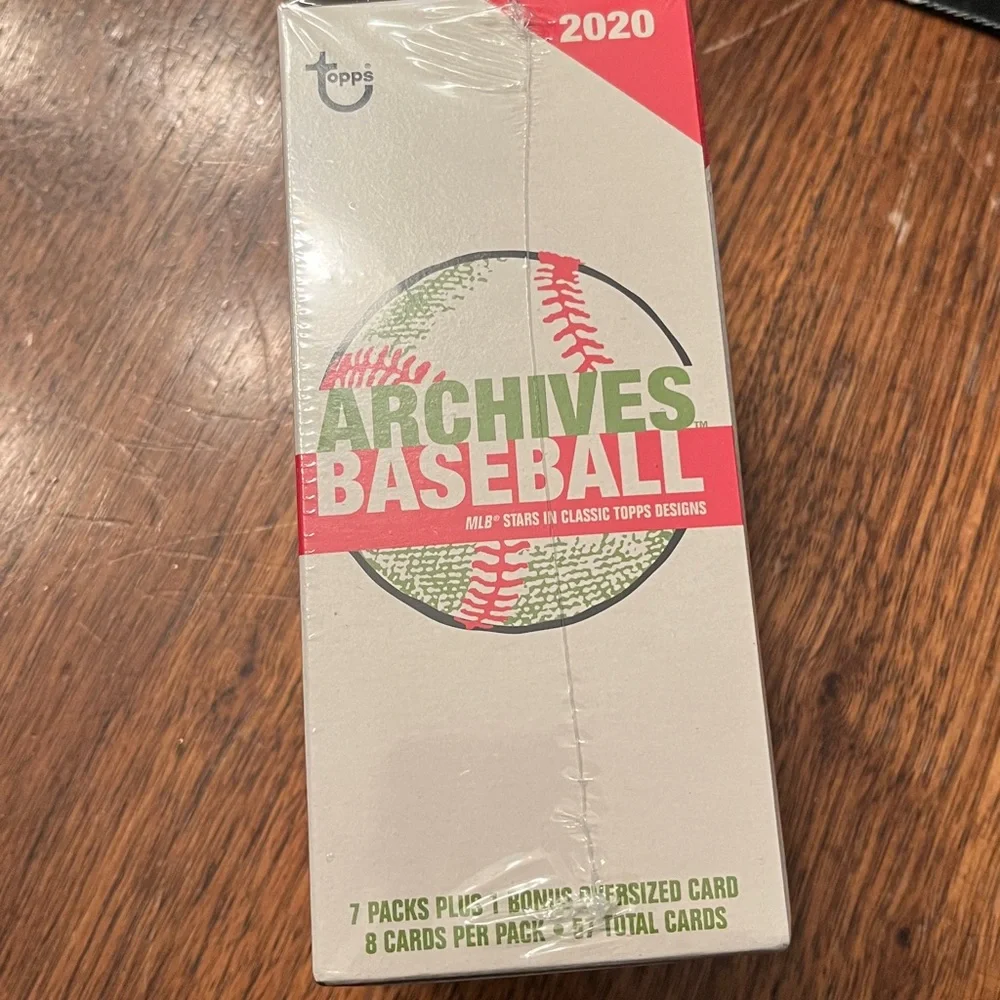 topps®
2020
ARCHIVES™
BASEBALL
MLB® STARS IN CLASSIC TOPPS DESIGNS
7 PACKS PLUS 1 BONUS OVERSIZED CARD
8 CARDS PER PACK • 57 TOTAL CARDS